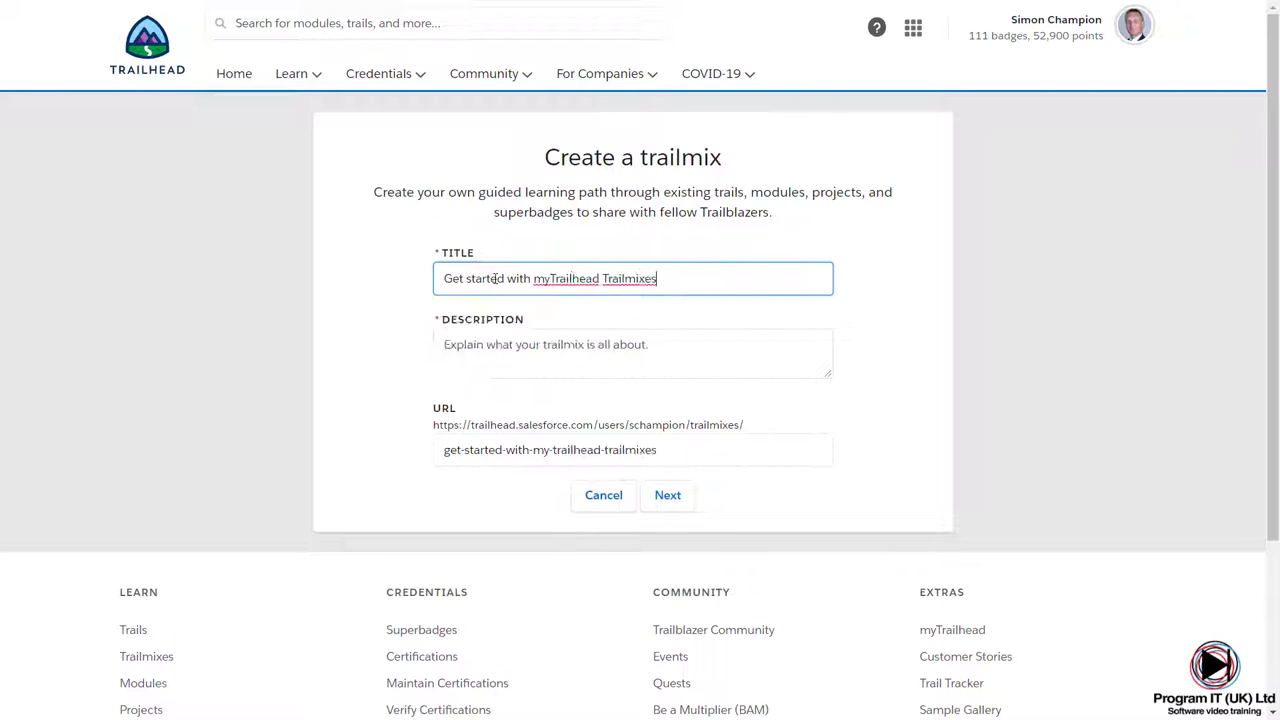 Search for modules, trails, and more...
?
Simon Champion
111 badges, 52,900 points
TRAILHEAD
Home
Learn
Credentials
Community
For Companies
COVID-19
Create a trailmix
Create your own guided learning path through existing trails, modules, projects, and
superbadges to share with fellow Trailblazers.
* TITLE
Get started with myTrailhead Trailmixes
* DESCRIPTION
Explain what your trailmix is all about.
URL
https://trailhead.salesforce.com/users/schampion/trailmixes/
get-started-with-my-trailhead-trailmixes
Cancel
Next
LEARN
CREDENTIALS
COMMUNITY
EXTRAS
Trails
Superbadges
Trailblazer Community
myTrailhead
Trailmixes
Certifications
Events
Customer Stories
Modules
Maintain Certifications
Quests
Trail Tracker
Projects
Verify Certifications
Be a Multiplier (BAM)
Sample Gallery
Program IT (UK) Ltd
Software video training